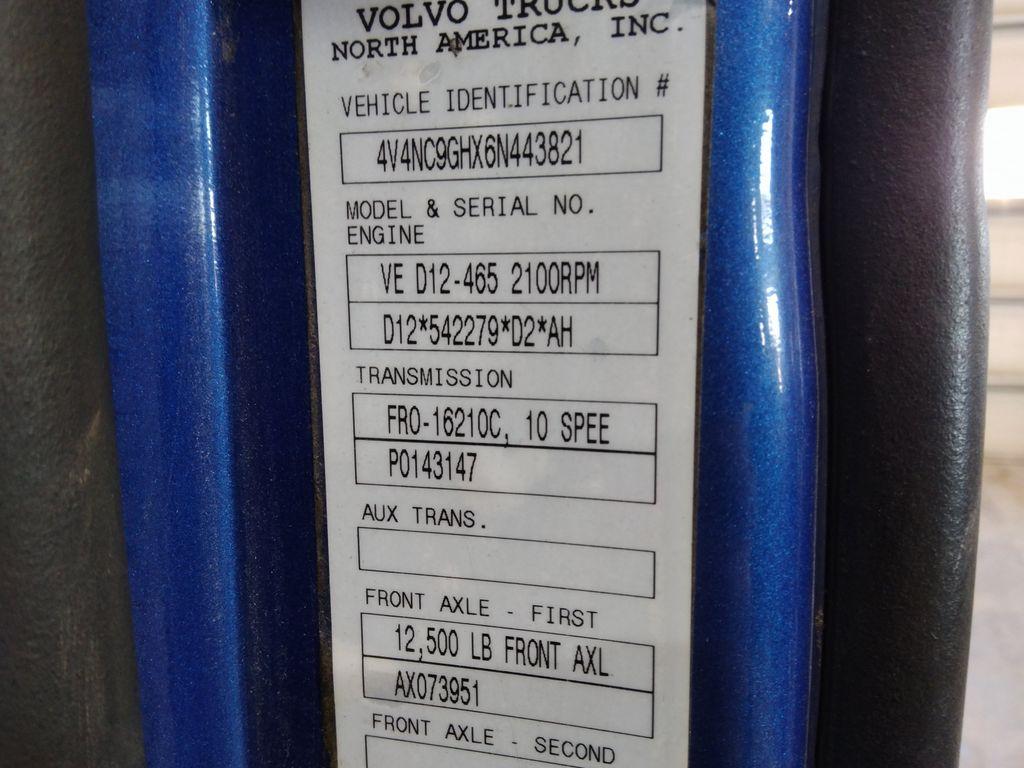 VOLVO TRUCKS
NORTH AMERICA, INC.
VEHICLE IDENTIFICATION #
4V4NC9GHX6N443821
MODEL & SERIAL NO.
ENGINE
VE D12-465 2100RPM
D12*542279*D2*AH
TRANSMISSION
FRO-16210C, 10 SPEE
P0143147
AUX TRANS.
FRONT AXLE - FIRST
12,500 LB FRONT AXL
AX073951
FRONT AXLE - SECOND